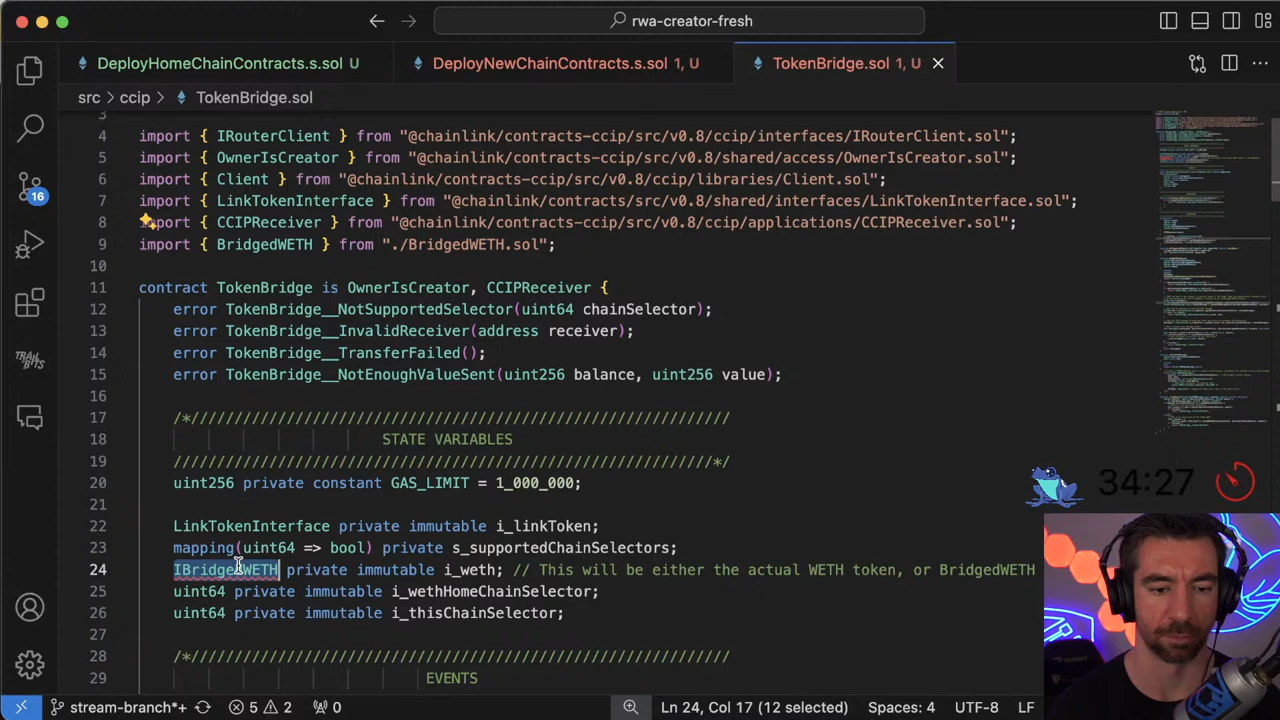 rwa-creator-fresh
DeployHomeChainContracts.s.sol U
DeployNewChainContracts.s.sol 1, U
TokenBridge.sol 1, U
src > ccip > TokenBridge.sol
3
4 import { IRouterClient } from "@chainlink/contracts-ccip/src/v0.8/ccip/interfaces/IRouterClient.sol";
5 import { OwnerIsCreator } from "@chainlink/contracts-ccip/src/v0.8/shared/access/OwnerIsCreator.sol";
6 import { Client } from "@chainlink/contracts-ccip/src/v0.8/ccip/libraries/Client.sol";
7 import { LinkTokenInterface } from "@chainlink/contracts-ccip/src/v0.8/shared/interfaces/LinkTokenInterface.sol";
8 import { CCIPReceiver } from "@chainlink/contracts-ccip/src/v0.8/ccip/applications/CCIPReceiver.sol";
9 import { BridgedWETH } from "./BridgedWETH.sol";
10
11 contract TokenBridge is OwnerIsCreator, CCIPReceiver {
12 error TokenBridge__NotSupportedSelector(uint64 chainSelector);
13 error TokenBridge__InvalidReceiver(address receiver);
14 error TokenBridge__TransferFailed();
15 error TokenBridge__NotEnoughValueSent(uint256 balance, uint256 value);
16
17 /*////////////////////////////////////////////////////////////////
18 STATE VARIABLES
19 ////////////////////////////////////////////////////////////////*/
20 uint256 private constant GAS_LIMIT = 1_000_000;
21
22 LinkTokenInterface private immutable i_linkToken;
23 mapping(uint64 => bool) private s_supportedChainSelectors;
24 IBridgedWETH private immutable i_weth; // This will be either the actual WETH token, or BridgedWETH
25 uint64 private immutable i_wethHomeChainSelector;
26 uint64 private immutable i_thisChainSelector;
27
28 /*////////////////////////////////////////////////////////////////
29 EVENTS
34:27
16
TRAIL OF BITS
stream-branch*+ 5 2 0 Ln 24, Col 17 (12 selected) Spaces: 4 UTF-8 LF